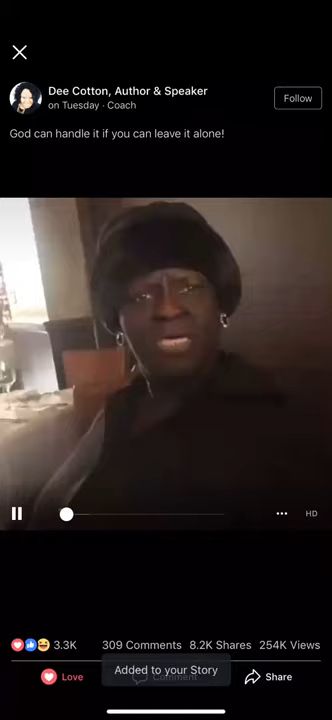 Dee Cotton, Author & Speaker
on Tuesday · Coach
Follow
God can handle it if you can leave it alone!
HD
3.3K
309 Comments 8.2K Shares 254K Views
Added to your Story
Love
Comment
Share